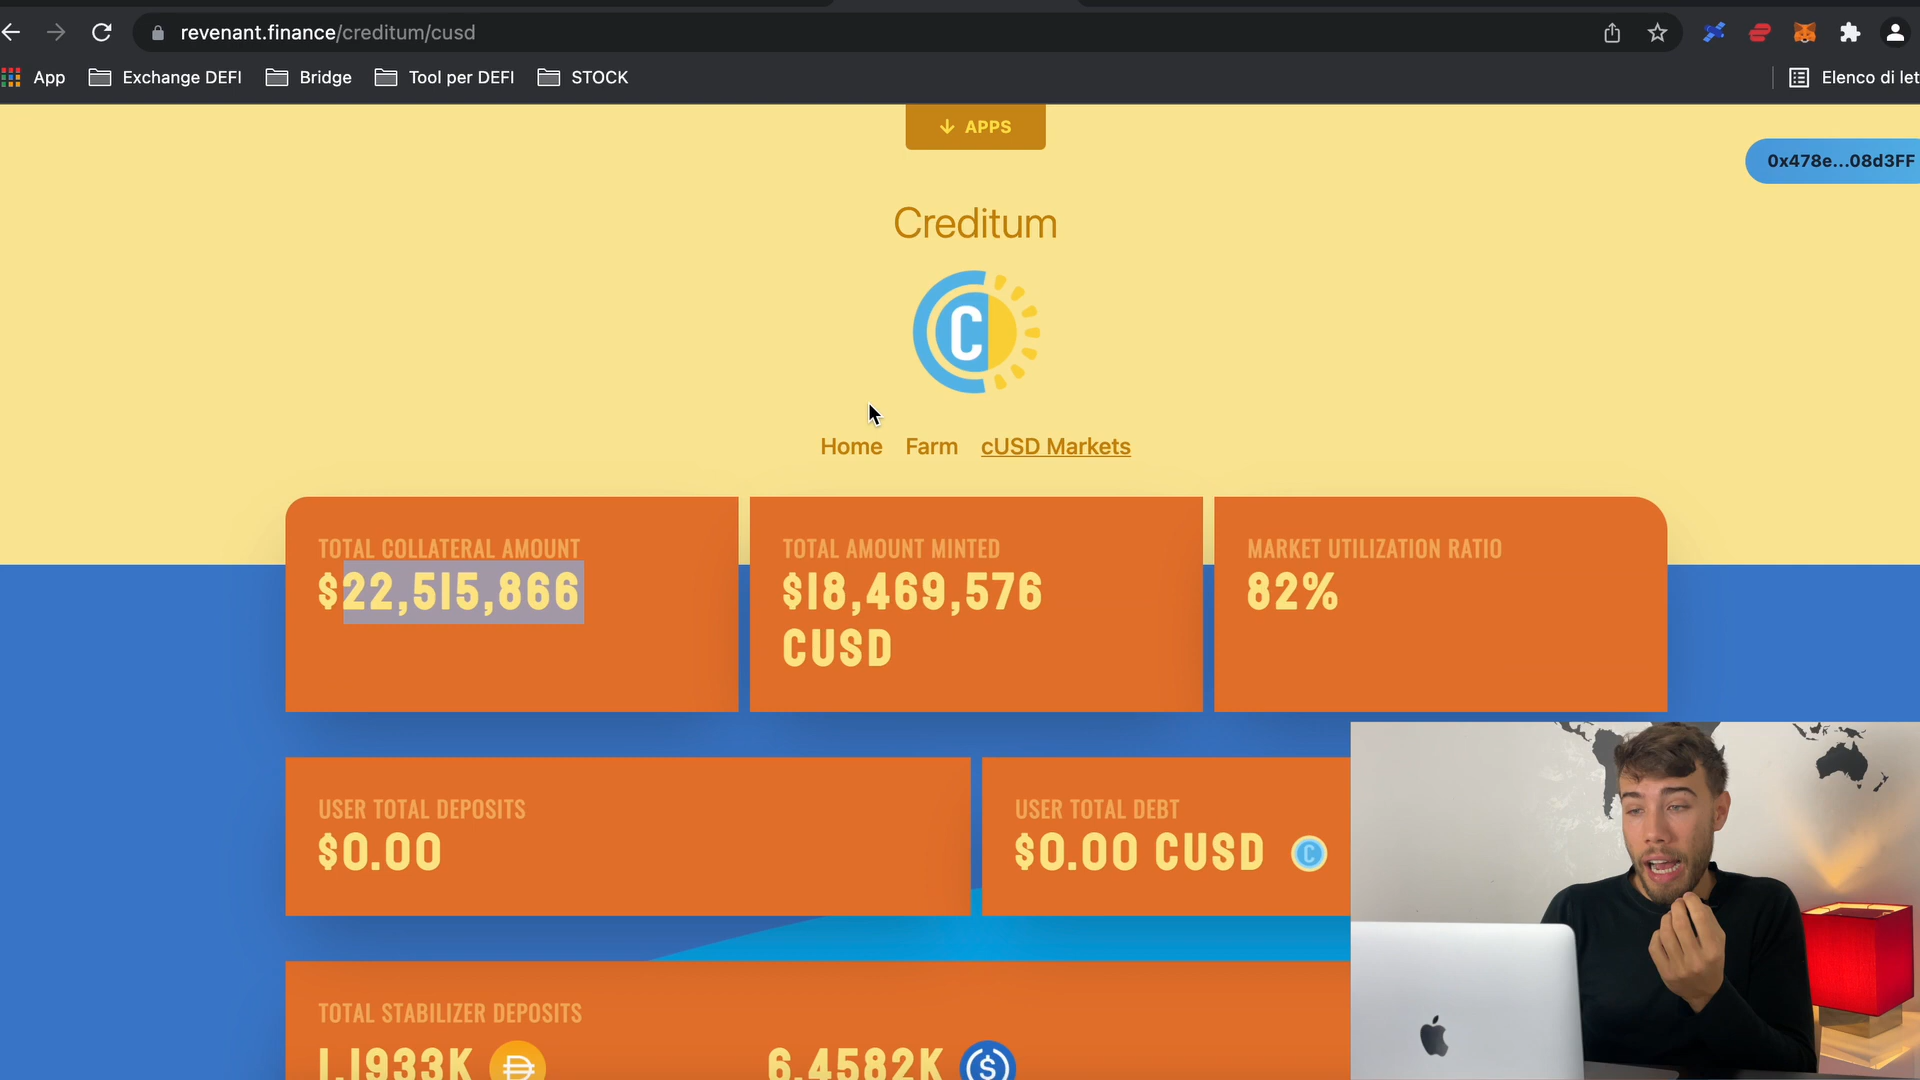 revenant.finance/creditum/cusd
App Exchange DEFI Bridge Tool per DEFI STOCK Elenco di let
APPS
0x478e...08d3FF
Creditum
C
Home Farm cUSD Markets
TOTAL COLLATERAL AMOUNT
$22,515,866
TOTAL AMOUNT MINTED
$18,469,576
CUSD
MARKET UTILIZATION RATIO
82%
USER TOTAL DEPOSITS
$0.00
USER TOTAL DEBT
$0.00 CUSD C
TOTAL STABILIZER DEPOSITS
1.1933K 6.4582K $